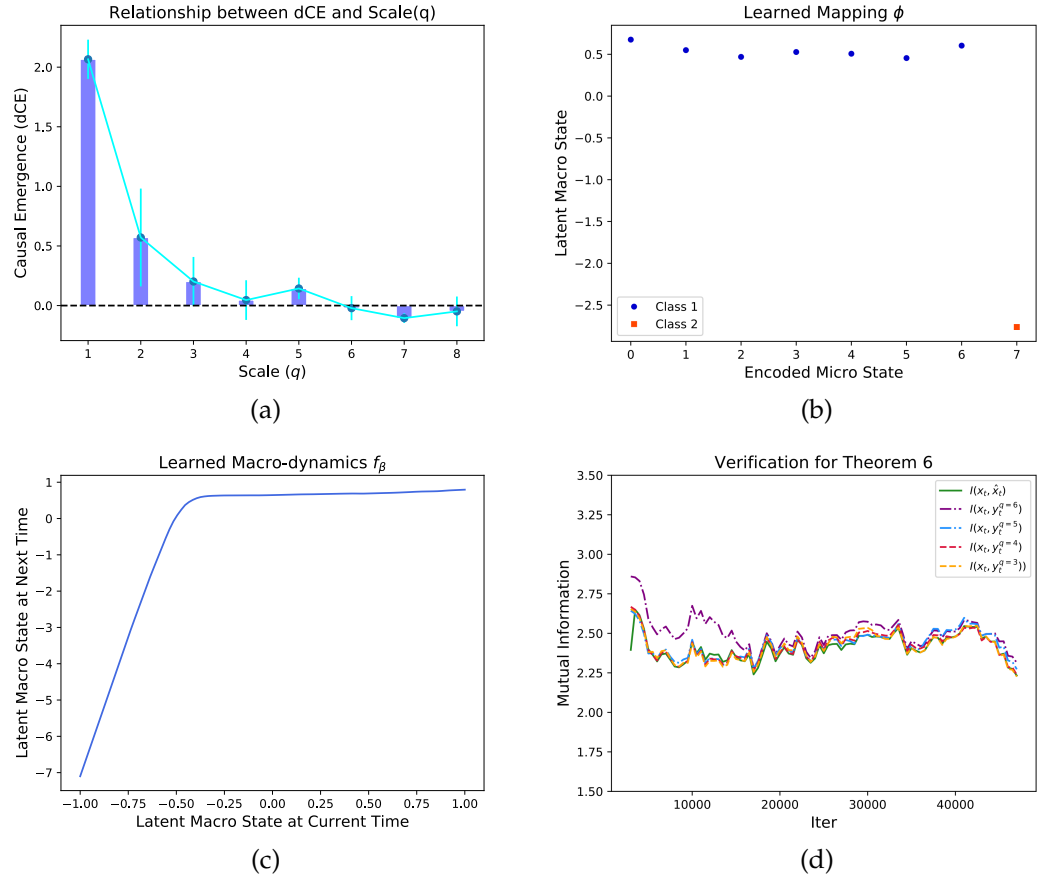 Relationship between dCE and Scale(q)
Causal Emergence (dCE)
2.0
1.5
1.0
0.5
0.0
1 2 3 4 5 6 7 8
Scale (q)
(a)
Learned Mapping ϕ
Latent Macro State
0.5
0.0
−0.5
−1.0
−1.5
−2.0
−2.5
Class 1
Class 2
0 1 2 3 4 5 6 7
Encoded Micro State
(b)
Learned Macro-dynamics f_β
Latent Macro State at Next Time
1
0
−1
−2
−3
−4
−5
−6
−7
−1.00 −0.75 −0.50 −0.25 0.00 0.25 0.50 0.75 1.00
Latent Macro State at Current Time
(c)
Verification for Theorem 6
Mutual Information
3.50
3.25
3.00
2.75
2.50
2.25
2.00
1.75
1.50
I(x_t, x̂_t)
I(x_t, y_t^{q=6})
I(x_t, y_t^{q=5})
I(x_t, y_t^{q=4})
I(x_t, y_t^{q=3}))
10000 20000 30000 40000
Iter
(d)